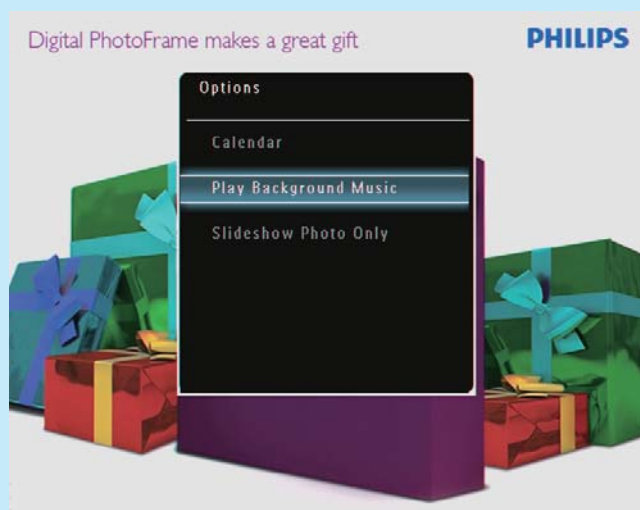 Digital PhotoFrame makes a great gift
PHILIPS
Options
Calendar
Play Background Music
Slideshow Photo Only